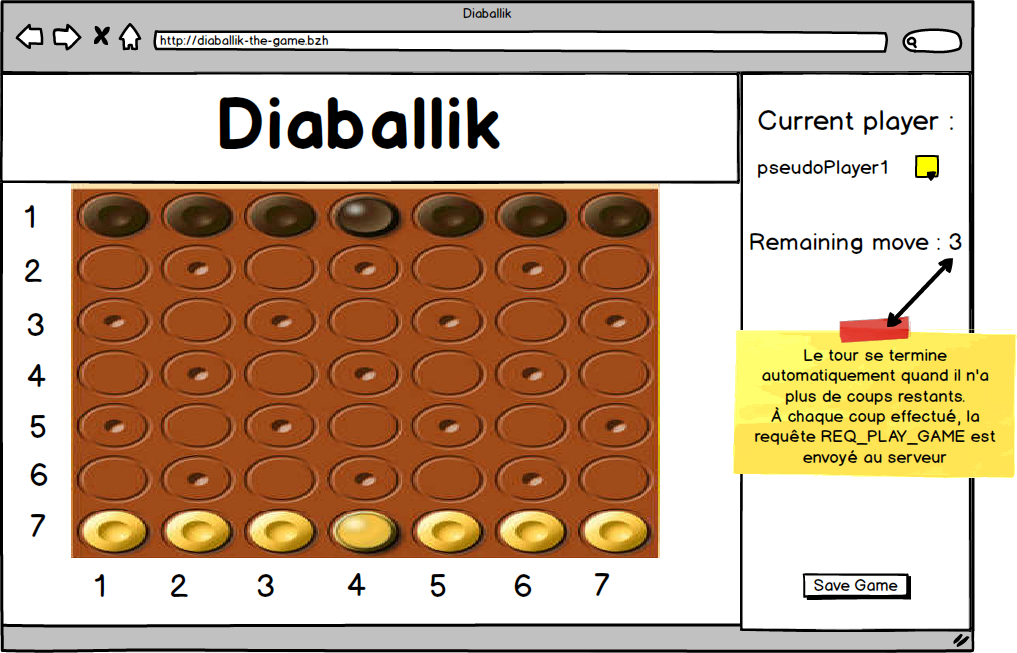 Diaballik
http://diaballik-the-game.bzh
Diaballik
Current player :
pseudoPlayer1
Remaining move : 3
Le tour se termine
automatiquement quand il n'a
plus de coups restants.
À chaque coup effectué, la
requête REQ_PLAY_GAME est
envoyé au serveur
1
2
3
4
5
6
7
1 2 3 4 5 6 7
Save Game